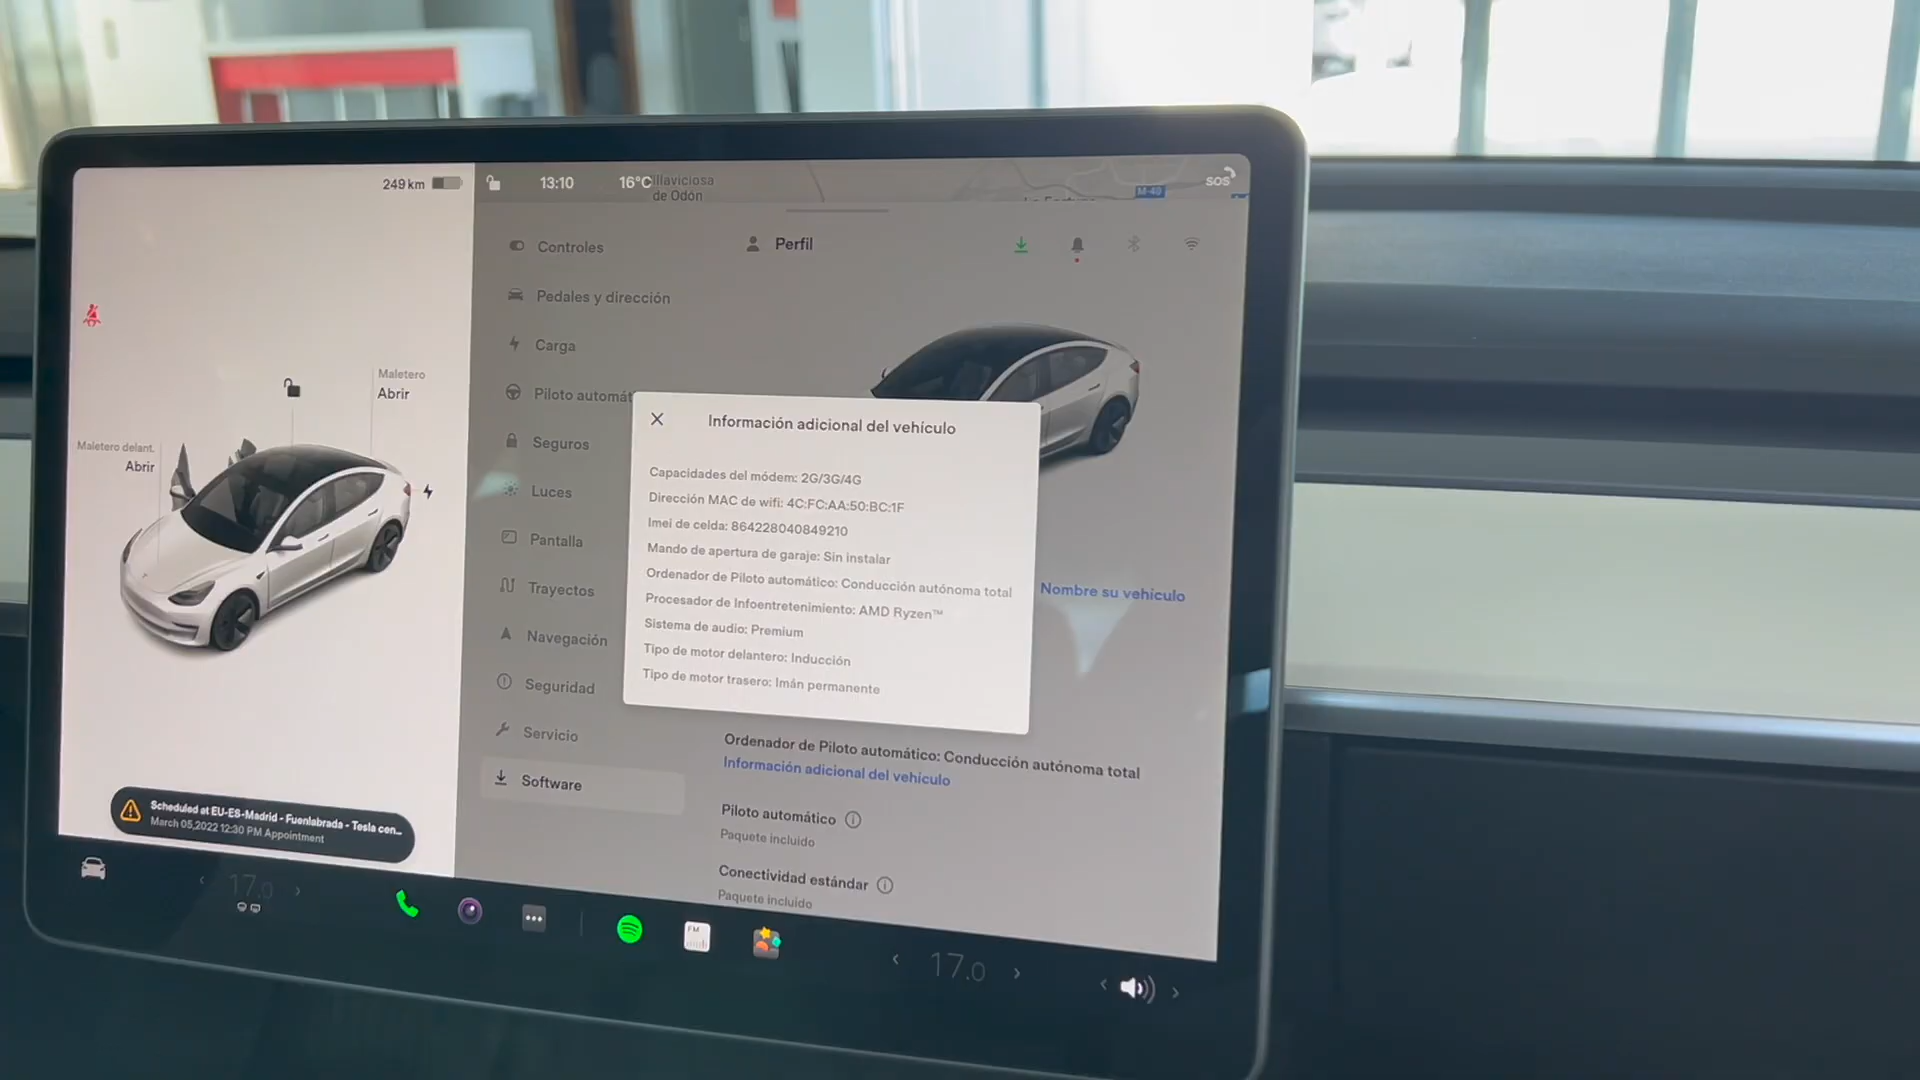 249 km
13:10
16°C
illaviciosa
de Odón
M-40
SOS
Controles
Perfil
Pedales y dirección
Carga
Piloto automát
Seguros
Luces
Pantalla
Trayectos
Navegación
Seguridad
Servicio
Software
Maletero
Abrir
Maletero delant.
Abrir
Información adicional del vehículo
Capacidades del módem: 2G/3G/4G
Dirección MAC de wifi: 4C:FC:AA:50:BC:1F
Imei de celda: 864228040849210
Mando de apertura de garaje: Sin instalar
Ordenador de Piloto automático: Conducción autónoma total
Procesador de Infoentretenimiento: AMD Ryzen™
Sistema de audio: Premium
Tipo de motor delantero: Inducción
Tipo de motor trasero: Imán permanente
Nombre su vehículo
Ordenador de Piloto automático: Conducción autónoma total
Información adicional del vehículo
Piloto automático
Paquete incluido
Conectividad estándar
Paquete incluido
Scheduled at EU-ES-Madrid - Fuenlabrada - Tesla cen...
March 05,2022 12:30 PM Appointment
17.0
FM
17.0